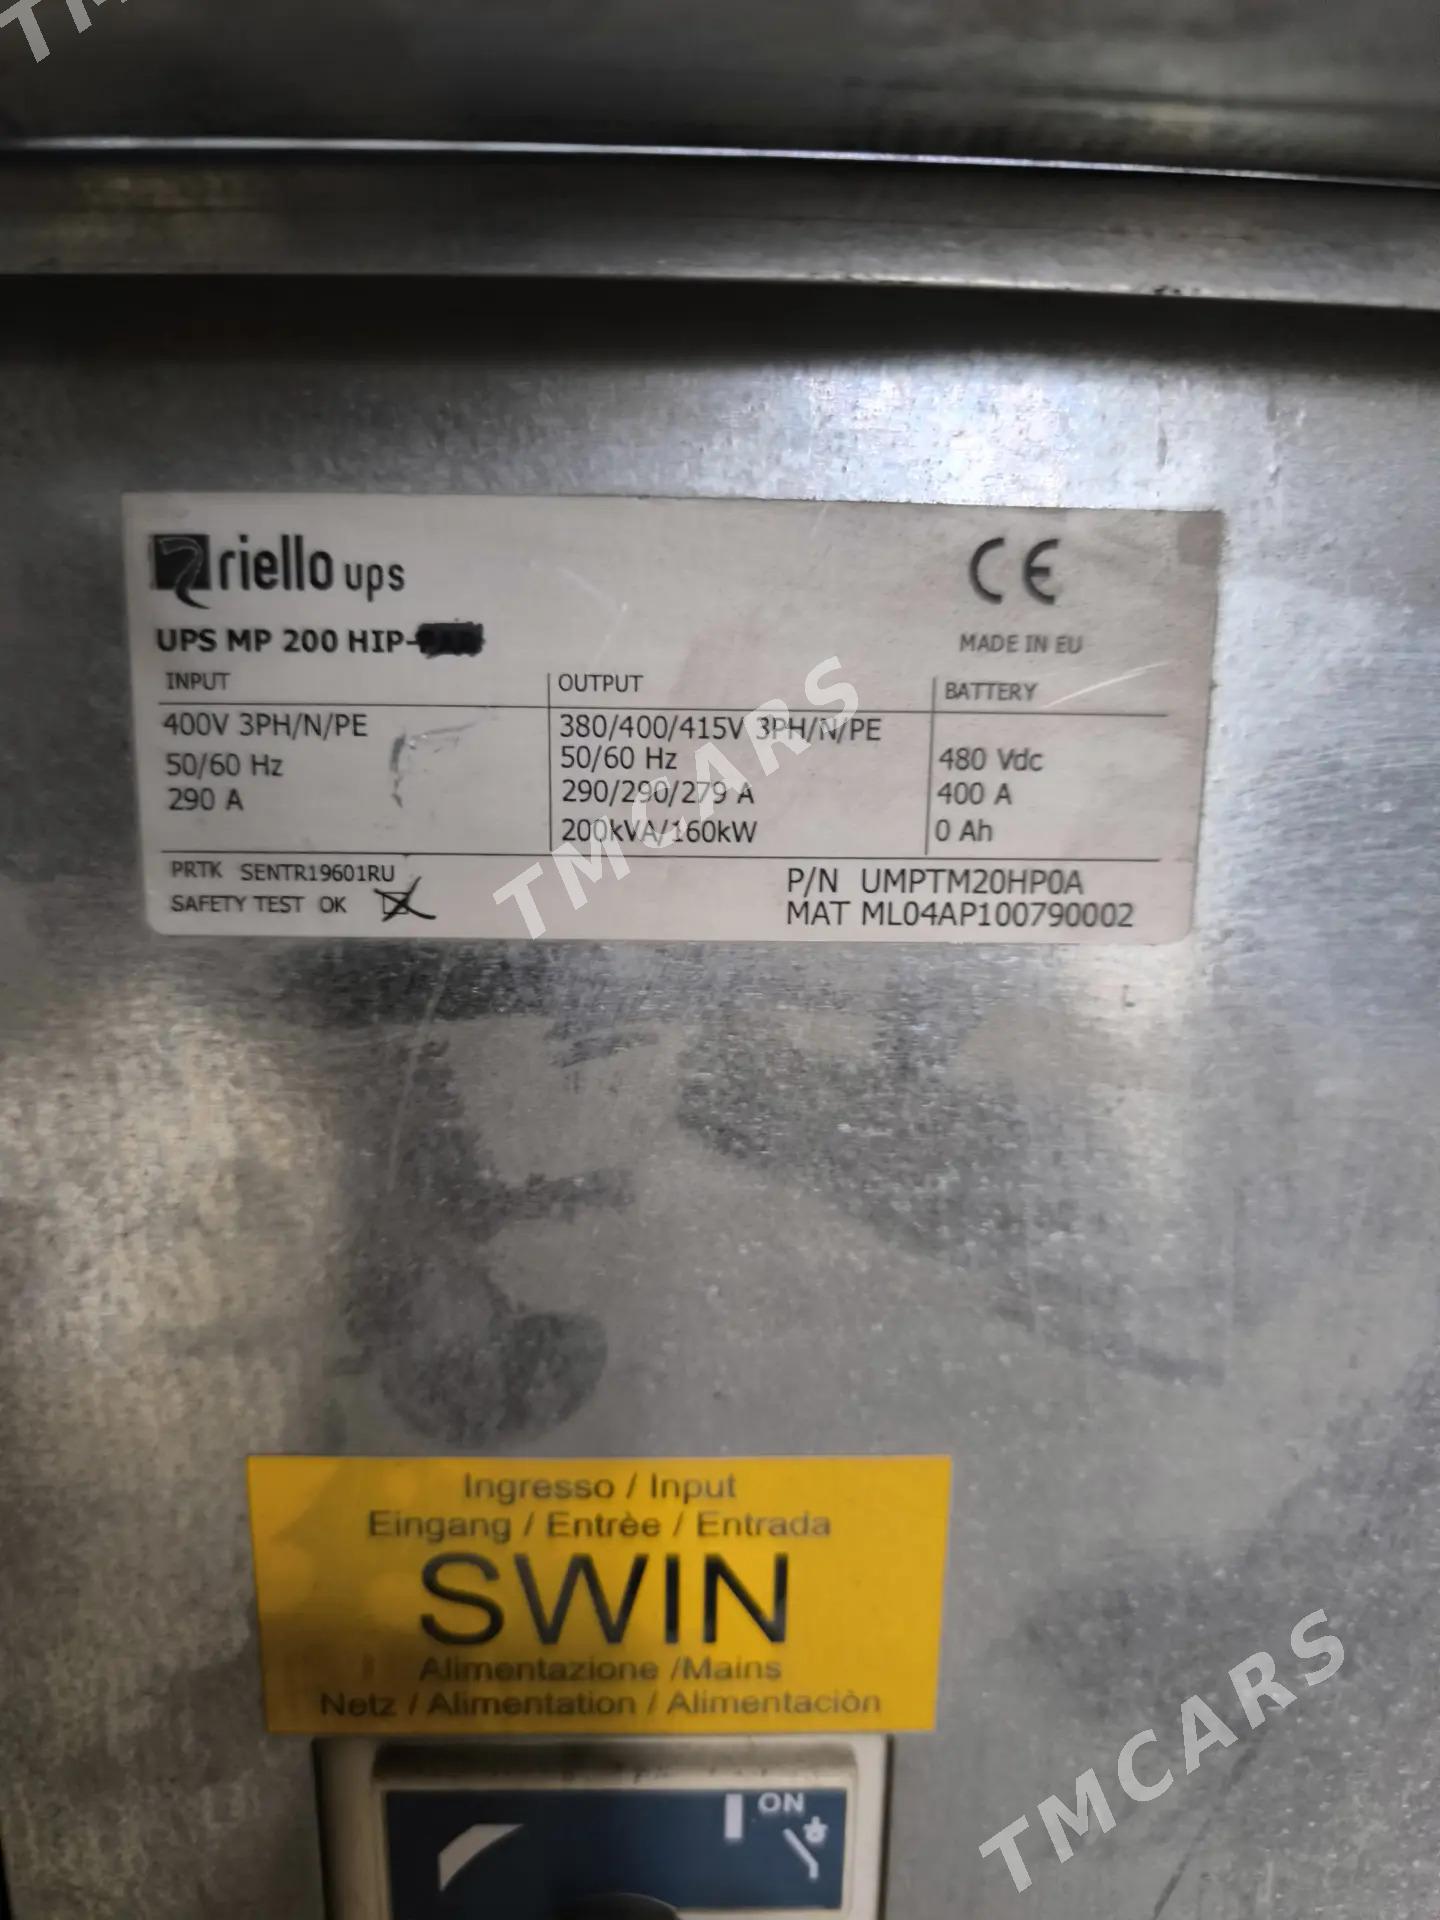 riello ups
CE
UPS MP 200 HIP-
MADE IN EU
INPUT
OUTPUT
BATTERY
400V 3PH/N/PE
380/400/415V 3PH/N/PE
50/60 Hz
50/60 Hz
480 Vdc
290 A
290/290/279 A
400 A
200kVA/160kW
0 Ah
PRTK SENTR19601RU
P/N UMPTM20HP0A
SAFETY TEST OK
MAT ML04AP100790002
TMCARS
Ingresso / Input
Eingang / Entrèe / Entrada
SWIN
Alimentazione /Mains
Netz / Alimentation / Alimentaciòn
ON
TMCARS